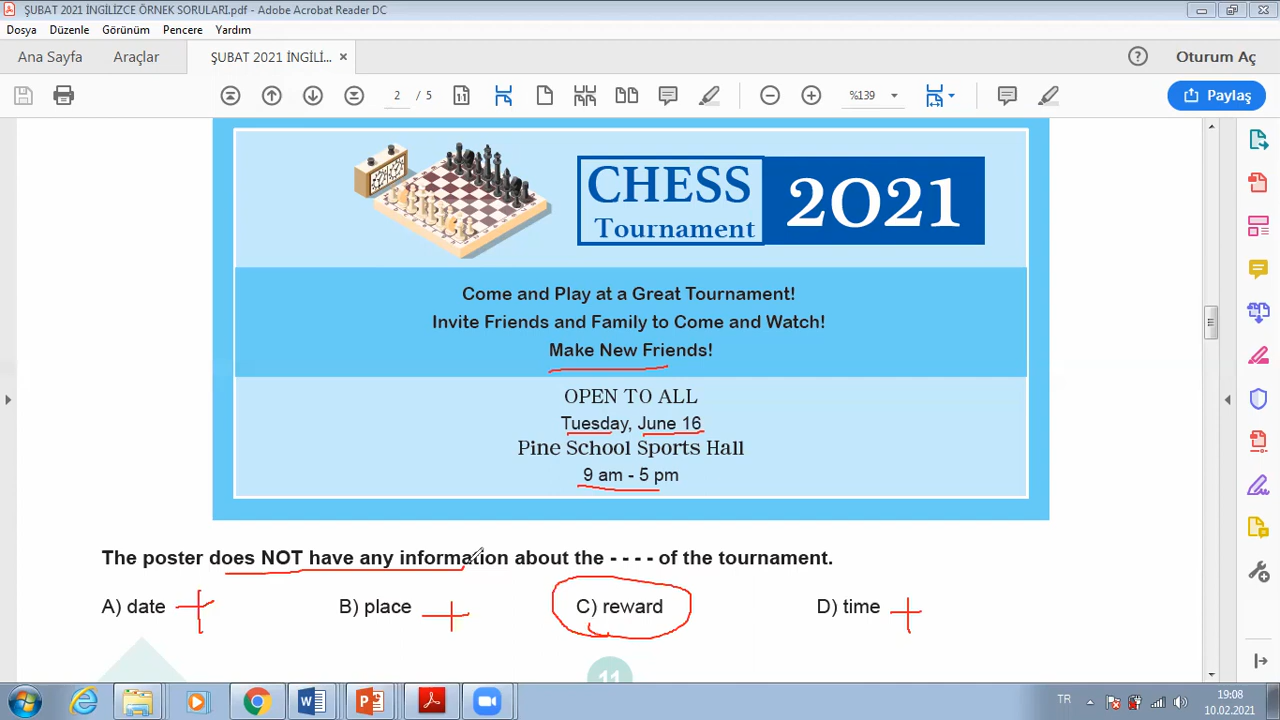 ŞUBAT 2021 İNGİLİZCE ÖRNEK SORULARI.pdf - Adobe Acrobat Reader DC
Dosya Düzenle Görünüm Pencere Yardım
Ana Sayfa Araçlar ŞUBAT 2021 İNGİLİ... × Oturum Aç
2 / 5 %139 Paylaş
CHESS
Tournament
2021
Come and Play at a Great Tournament!
Invite Friends and Family to Come and Watch!
Make New Friends!
OPEN TO ALL
Tuesday, June 16
Pine School Sports Hall
9 am - 5 pm
The poster does NOT have any information about the - - - - of the tournament.
A) date B) place C) reward D) time
11
TR 19:08
10.02.2021